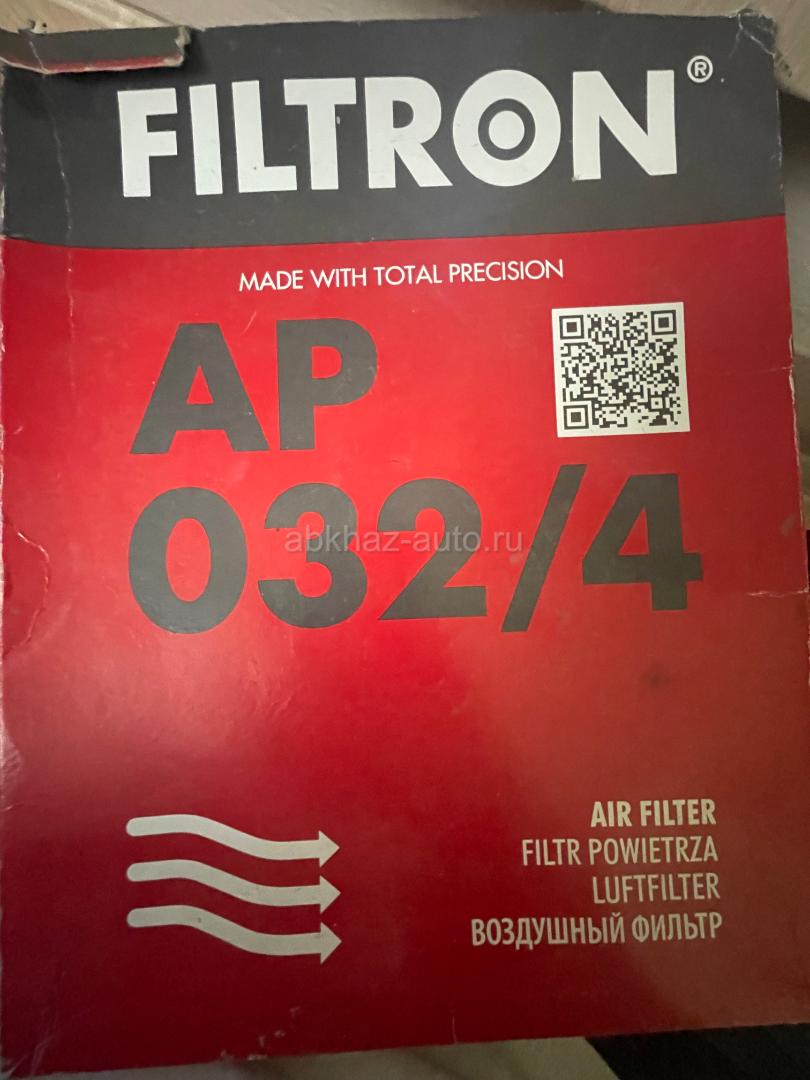 FILTRON®
MADE WITH TOTAL PRECISION
AP
032/4
abkhaz-auto.ru
AIR FILTER
FILTR POWIETRZA
LUFTFILTER
ВОЗДУШНЫЙ ФИЛЬТР